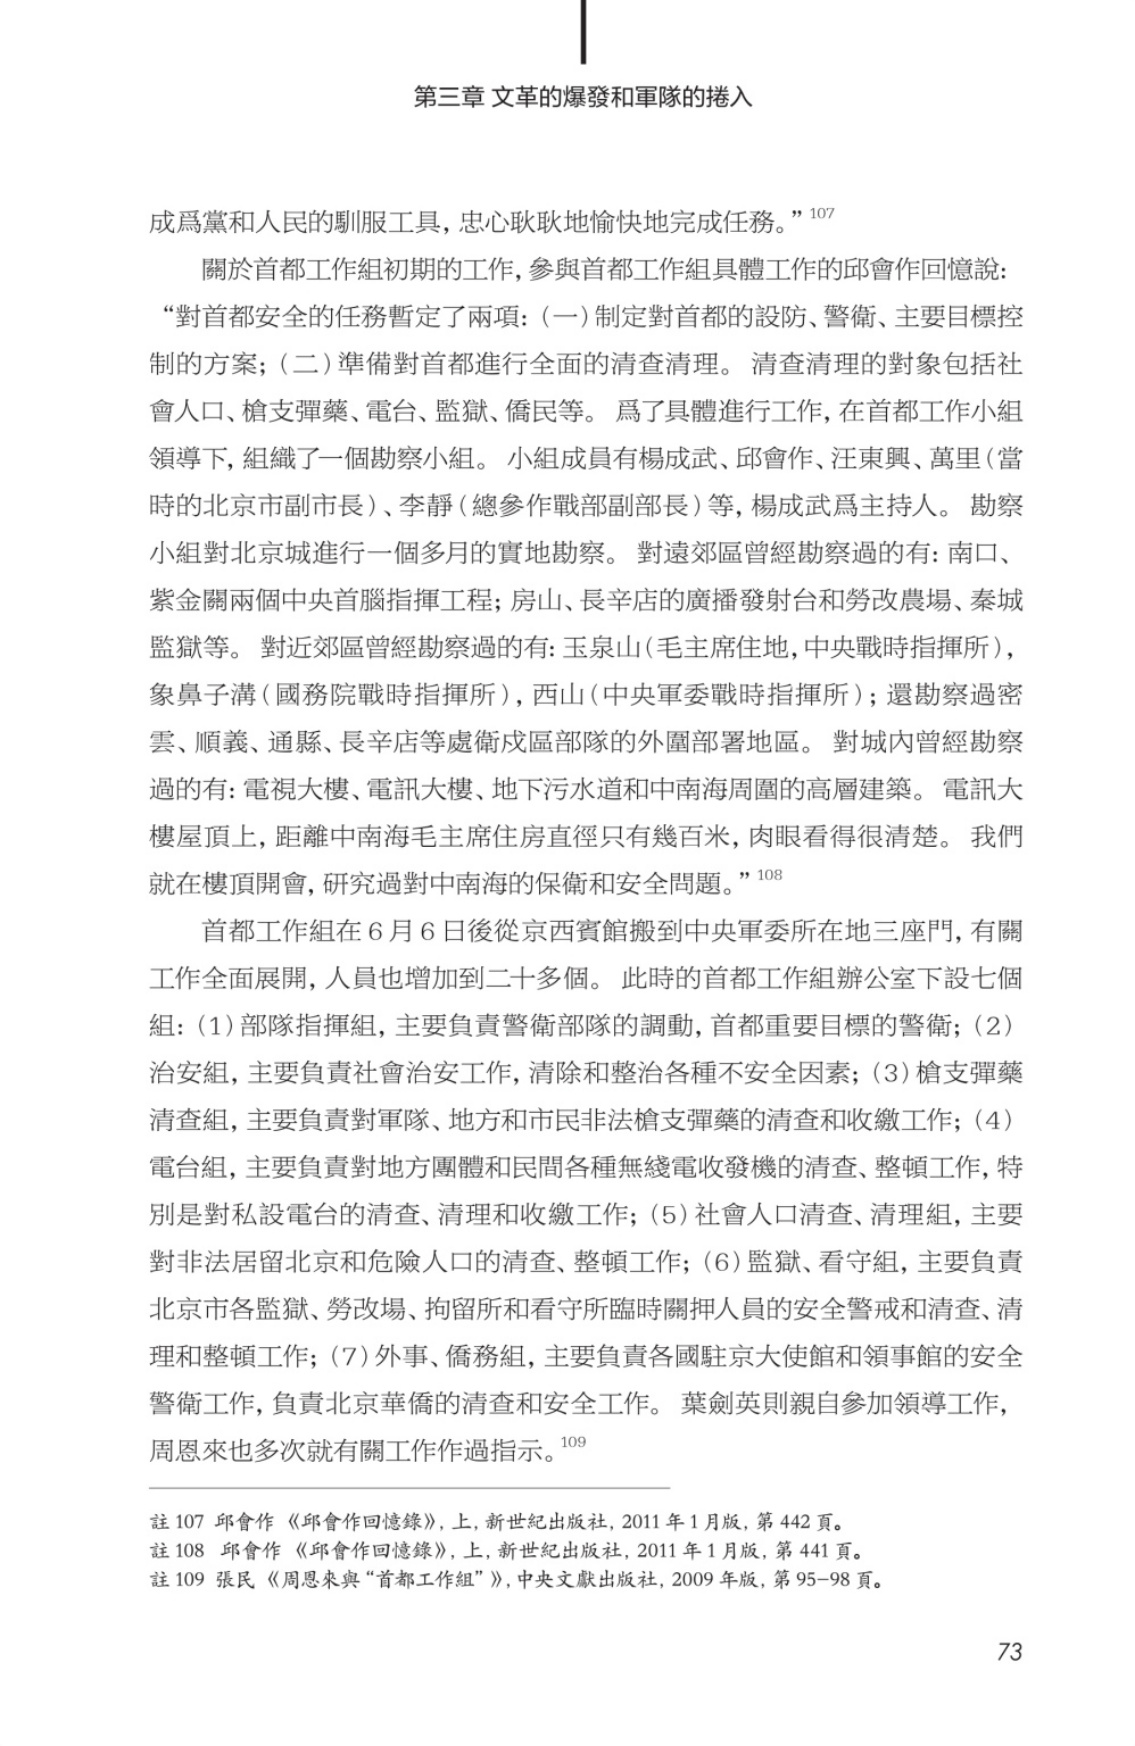 第三章 文革的爆發和軍隊的捲入
成爲黨和人民的馴服工具，忠心耿耿地愉快地完成任務。”107
關於首都工作組初期的工作，參與首都工作組具體工作的邱會作回憶說：
“對首都安全的任務暫定了兩項：（一）制定對首都的設防、警衛、主要目標控
制的方案；（二）準備對首都進行全面的清查清理。 清查清理的對象包括社
會人口、槍支彈藥、電台、監獄、僑民等。 爲了具體進行工作，在首都工作小組
領導下，組織了一個勘察小組。 小組成員有楊成武、邱會作、汪東興、萬里（當
時的北京市副市長）、李靜（總參作戰部副部長）等，楊成武爲主持人。 勘察
小組對北京城進行一個多月的實地勘察。 對遠郊區曾經勘察過的有：南口、
紫金關兩個中央首腦指揮工程；房山、長辛店的廣播發射台和勞改農場、秦城
監獄等。 對近郊區曾經勘察過的有：玉泉山（毛主席住地，中央戰時指揮所），
象鼻子溝（國務院戰時指揮所），西山（中央軍委戰時指揮所）；還勘察過密
雲、順義、通縣、長辛店等處衛戍區部隊的外圍部署地區。 對城內曾經勘察
過的有：電視大樓、電訊大樓、地下污水道和中南海周圍的高層建築。 電訊大
樓屋頂上，距離中南海毛主席住房直徑只有幾百米，肉眼看得很清楚。 我們
就在樓頂開會，研究過對中南海的保衛和安全問題。”108
首都工作組在 6 月 6 日後從京西賓館搬到中央軍委所在地三座門，有關
工作全面展開，人員也增加到二十多個。 此時的首都工作組辦公室下設七個
組：（1）部隊指揮組，主要負責警衛部隊的調動，首都重要目標的警衛；（2）
治安組，主要負責社會治安工作，清除和整治各種不安全因素；（3）槍支彈藥
清查組，主要負責對軍隊、地方和市民非法槍支彈藥的清查和收繳工作；（4）
電台組，主要負責對地方團體和民間各種無綫電收發機的清查、整頓工作，特
別是對私設電台的清查、清理和收繳工作；（5）社會人口清查、清理組，主要
對非法居留北京和危險人口的清查、整頓工作；（6）監獄、看守組，主要負責
北京市各監獄、勞改場、拘留所和看守所臨時關押人員的安全警戒和清查、清
理和整頓工作；（7）外事、僑務組，主要負責各國駐京大使館和領事館的安全
警衛工作，負責北京華僑的清查和安全工作。 葉劍英則親自參加領導工作，
周恩來也多次就有關工作作過指示。109
註 107 邱會作 《邱會作回憶錄》，上，新世紀出版社，2011 年 1 月版，第 442 頁。
註 108 邱會作 《邱會作回憶錄》，上，新世紀出版社，2011 年 1 月版，第 441 頁。
註 109 張民 《周恩來與“首都工作組”》，中央文獻出版社，2009 年版，第 95–98 頁。
73